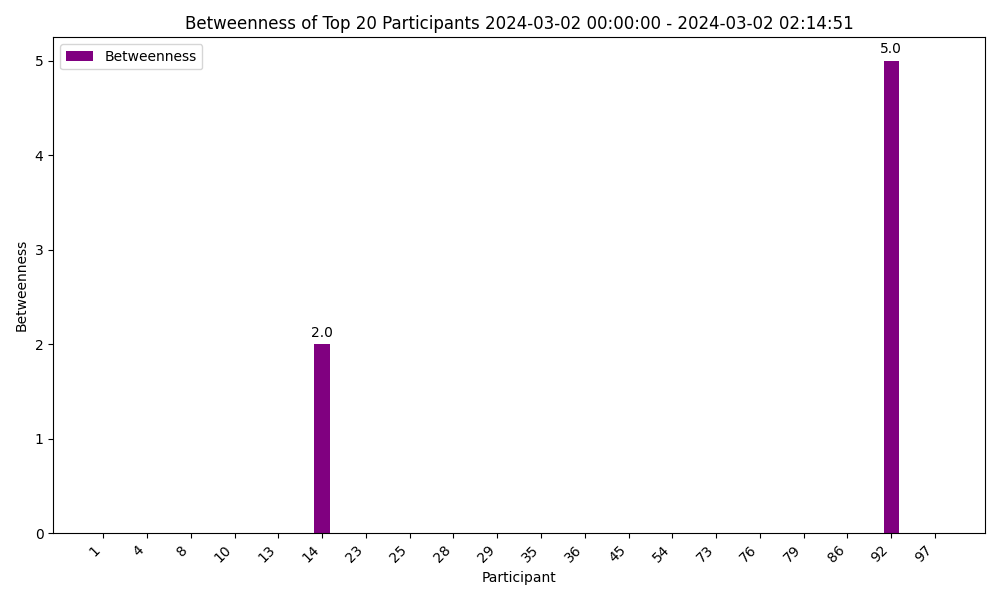 Betweenness of Top 20 Participants 2024-03-02 00:00:00 - 2024-03-02 02:14:51
Betweenness
5.0
2.0
5
4
3
2
1
0
Betweenness
1 4 8 10 13 14 23 25 28 29 35 36 45 54 73 76 79 86 92 97
Participant